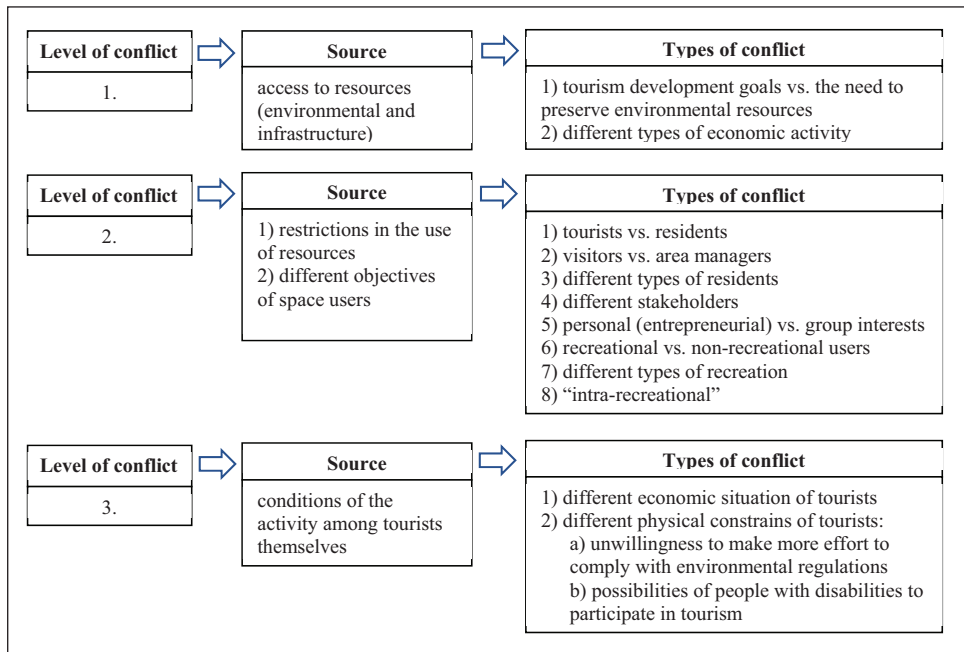 Level of conflict
1.
Source
access to resources
(environmental and
infrastructure)
Types of conflict
1) tourism development goals vs. the need to
preserve environmental resources
2) different types of economic activity
Level of conflict
2.
Source
1) restrictions in the use
of resources
2) different objectives
of space users
Types of conflict
1) tourists vs. residents
2) visitors vs. area managers
3) different types of residents
4) different stakeholders
5) personal (entrepreneurial) vs. group interests
6) recreational vs. non-recreational users
7) different types of recreation
8) “intra-recreational”
Level of conflict
3.
Source
conditions of the
activity among tourists
themselves
Types of conflict
1) different economic situation of tourists
2) different physical constrains of tourists:
a) unwillingness to make more effort to
comply with environmental regulations
b) possibilities of people with disabilities to
participate in tourism